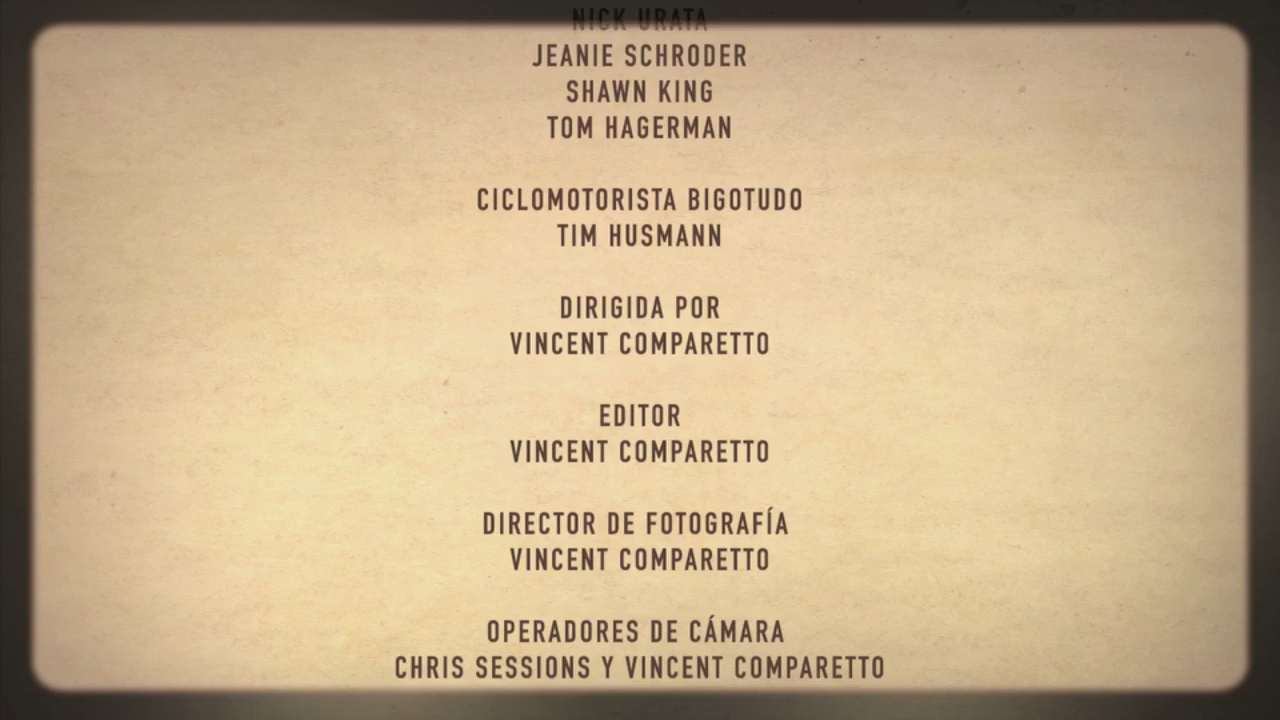 NICK URATA
JEANIE SCHRODER
SHAWN KING
TOM HAGERMAN
CICLOMOTORISTA BIGOTUDO
TIM HUSMANN
DIRIGIDA POR
VINCENT COMPARETTO
EDITOR
VINCENT COMPARETTO
DIRECTOR DE FOTOGRAFÍA
VINCENT COMPARETTO
OPERADORES DE CÁMARA
CHRIS SESSIONS Y VINCENT COMPARETTO